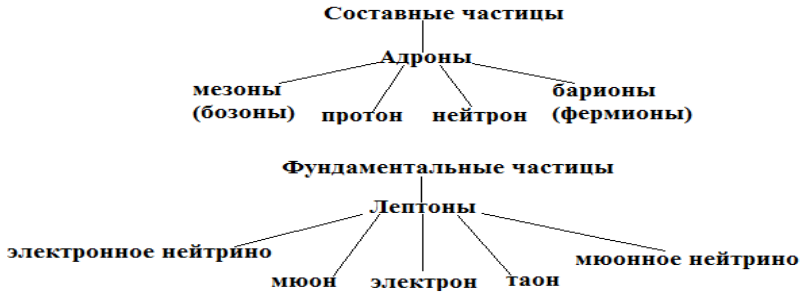 Составные частицы
Адроны
мезоны
(бозоны)
протон
нейтрон
барионы
(фермионы)
Фундаментальные частицы
Лептоны
электронное нейтрино
мюон
электрон
таон
мюонное нейтрино